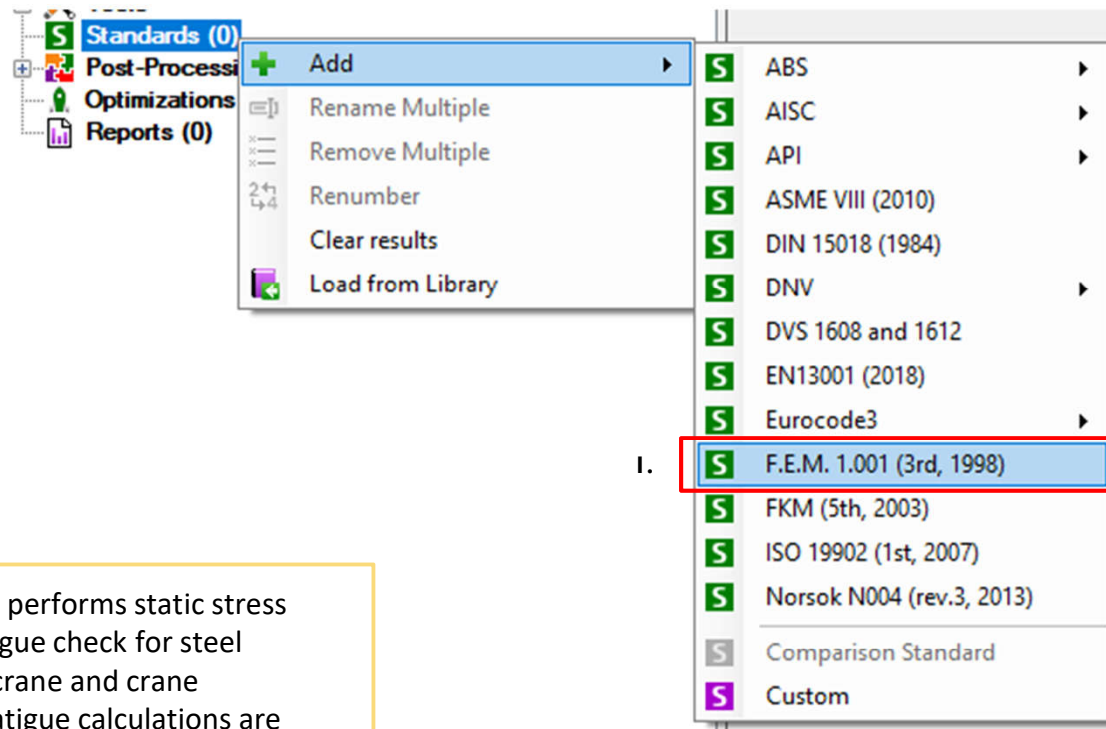 Standards (0)
Post-Processi
Optimizations
Reports (0)
Add
Rename Multiple
Remove Multiple
Renumber
Clear results
Load from Library
ABS
AISC
API
ASME VIII (2010)
DIN 15018 (1984)
DNV
DVS 1608 and 1612
EN13001 (2018)
Eurocode3
I.
F.E.M. 1.001 (3rd, 1998)
FKM (5th, 2003)
ISO 19902 (1st, 2007)
Norsok N004 (rev.3, 2013)
Comparison Standard
Custom
performs static stress
gue check for steel
crane and crane
atigue calculations are